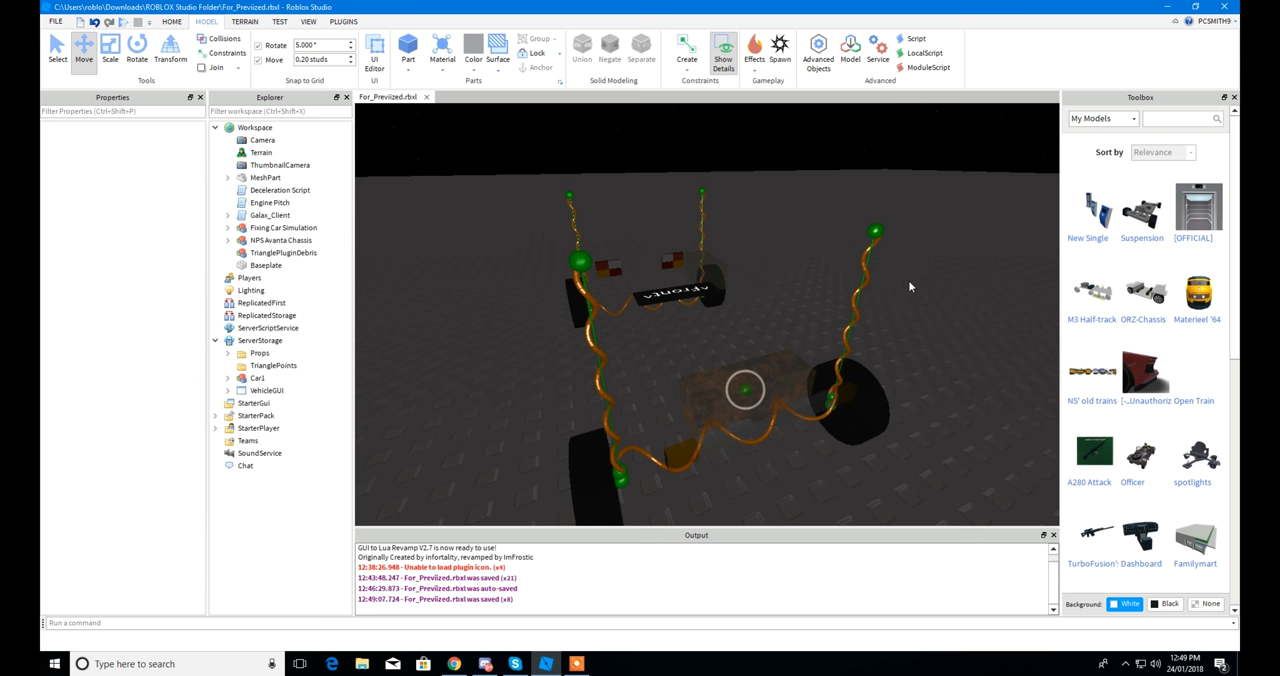 C:\Users\roblo\Downloads\ROBLOX Studio Folder\For_Previized.rbxl - Roblox Studio
FILE HOME MODEL TERRAIN TEST VIEW PLUGINS PCSMITH9
Select Move Scale Rotate Transform
Collisions
Constraints
Join
Tools
Rotate 5.000°
Move 0.20 studs
Snap to Grid
UI Editor
UI
Part Material Color Surface
Group
Lock
Anchor
Parts
Union Negate Separate
Solid Modeling
Create Show Details
Constraints
Effects Spawn
Gameplay
Advanced Objects Model Service
Script
LocalScript
ModuleScript
Advanced
Properties
Filter Properties (Ctrl+Shift+P)
Explorer
Filter workspace (Ctrl+Shift+X)
Workspace
Camera
Terrain
ThumbnailCamera
MeshPart
Deceleration Script
Engine Pitch
Galax_Client
Fixing Car Simulation
NPS Avanta Chassis
TrianglePluginDebris
Baseplate
Players
Lighting
ReplicatedFirst
ReplicatedStorage
ServerScriptService
ServerStorage
Props
TrianglePoints
Car1
VehicleGUI
StarterGui
StarterPack
StarterPlayer
Teams
SoundService
Chat
For_Previized.rbxl
Output
GUI to Lua Revamp V2.7 is now ready to use!
Originally Created by infortality, revamped by ImFrostic
12:38:26.948 - Unable to load plugin icon. (x4)
12:43:48.247 - For_Previized.rbxl was saved (x21)
12:46:29.873 - For_Previized.rbxl was auto-saved
12:49:07.724 - For_Previized.rbxl was saved (x8)
Toolbox
My Models
Sort by Relevance
New Single Suspension [OFFICIAL]
M3 Half-track ORZ-Chassis Materieel '64
NS' old trains [-..Unauthoriz Open Train
A280 Attack Officer spotlights
TurboFusion': Dashboard Familymart
Background: White Black None
Run a command
Type here to search
12:49 PM
24/01/2018
2